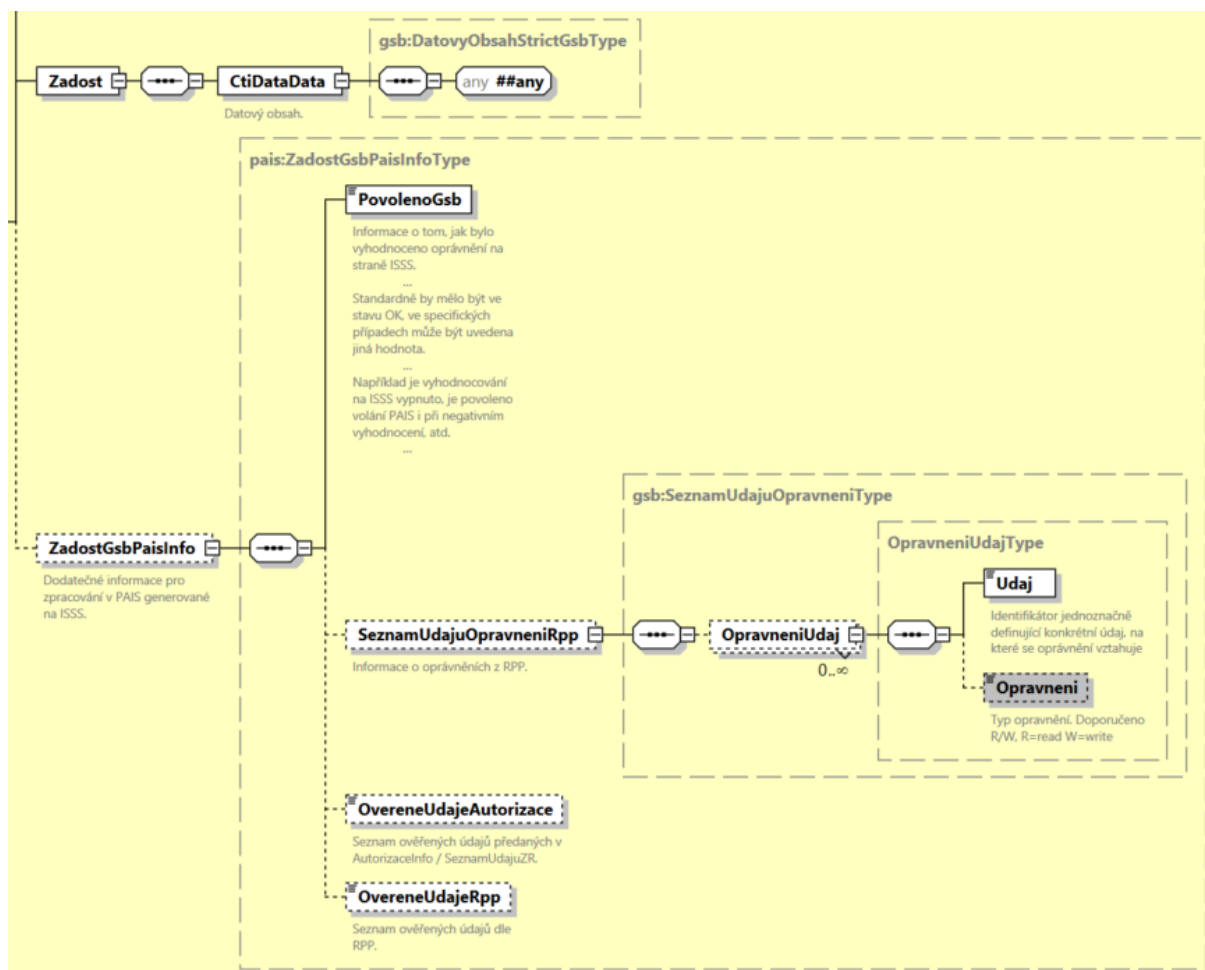 gsb:DatovyObsahStrictGsbType
Zadost
CtiDataData
any ##any
Datový obsah.
pais:ZadostGsbPaisInfoType
PovolenoGsb
Informace o tom, jak bylo
vyhodnoceno oprávnění na
straně ISSS.
...
Standardně by mělo být ve
stavu OK, ve specifických
případech může být uvedena
jiná hodnota.
...
Například je vyhodnocování
na ISSS vypnuto, je povoleno
volání PAIS i při negativním
vyhodnocení, atd.
...
ZadostGsbPaisInfo
Dodatečné informace pro
zpracování v PAIS generované
na ISSS.
gsb:SeznamUdajuOpravneniType
OpravneniUdajType
Udaj
Identifikátor jednoznačně
definující konkrétní údaj, na
které se oprávnění vztahuje
SeznamUdajuOpravneniRpp
Informace o oprávněních z RPP.
OpravneniUdaj
0..∞
Opravneni
Typ opravnění. Doporučeno
R/W, R=read W=write
OvereneUdajeAutorizace
Seznam ověřených údajů předaných v
AutorizaceInfo / SeznamUdajuZR.
OvereneUdajeRpp
Seznam ověřených údajů dle
RPP.